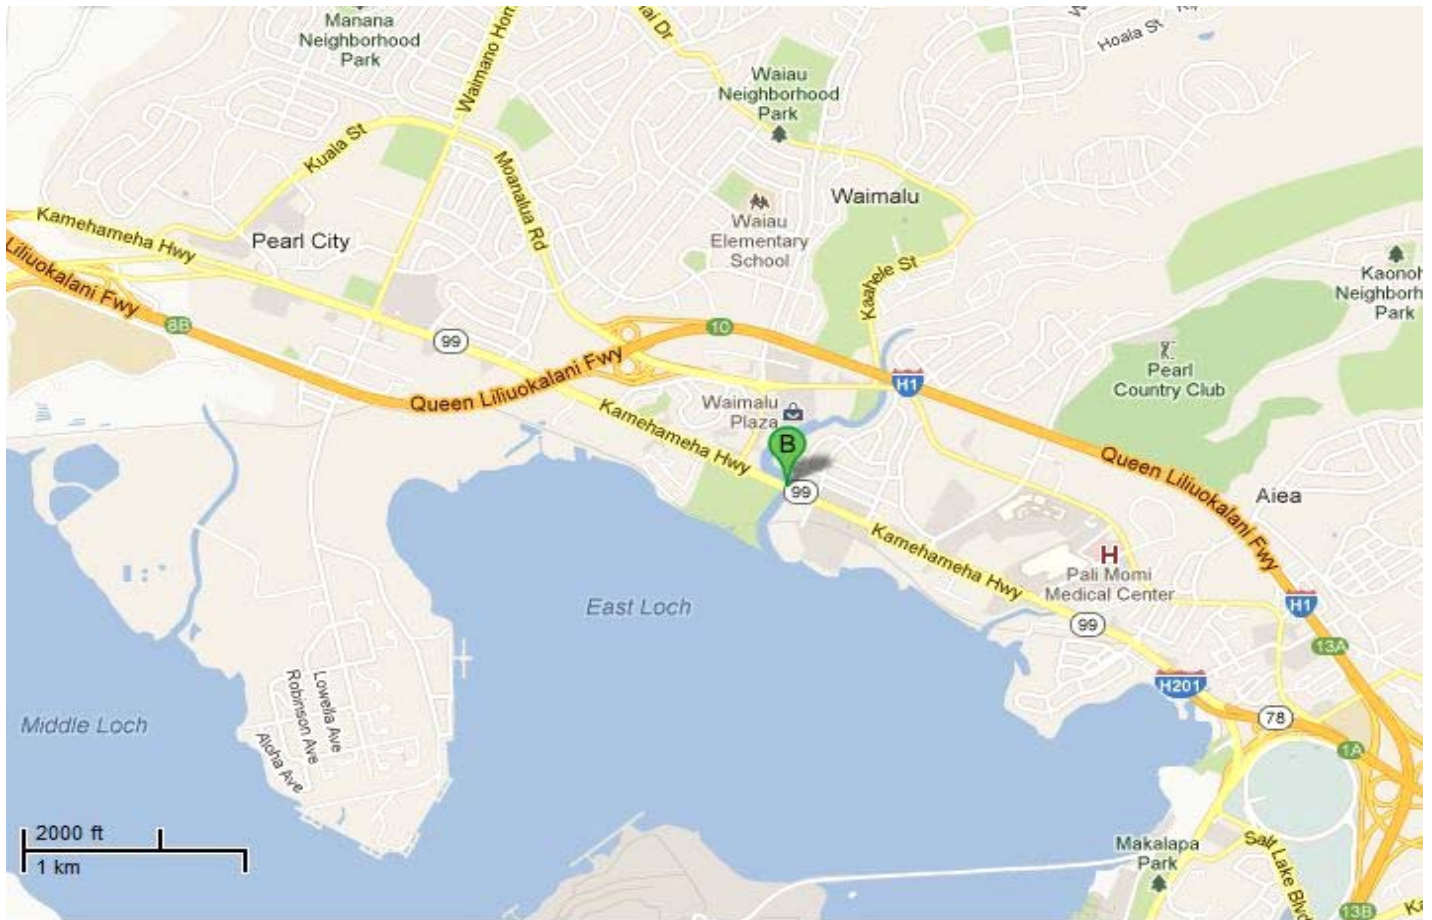 Manana
Neighborhood
Park
Waimano Hom
Hoala St
Waiau
Neighborhood
Park
Kuala St
Moanalua Rd
Waimalu
Waiau
Elementary
School
Kamehameha Hwy
Pearl City
Kaahele St
Kaonoh
Neighborh
Park
Liliuokalani Fwy
8B
99
10
Pearl
Country Club
H1
Queen Liliuokalani Fwy
Waimalu
Plaza
Kamehameha Hwy
B
99
Queen Liliuokalani Fwy
Aiea
Kamehameha Hwy
H
Pali Momi
Medical Center
East Loch
H1
99
13A
Lowella Ave
Robinson Ave
Aloha Ave
H201
Middle Loch
78
1A
2000 ft
1 km
Makalapa
Park
Salt Lake Blvd
13B